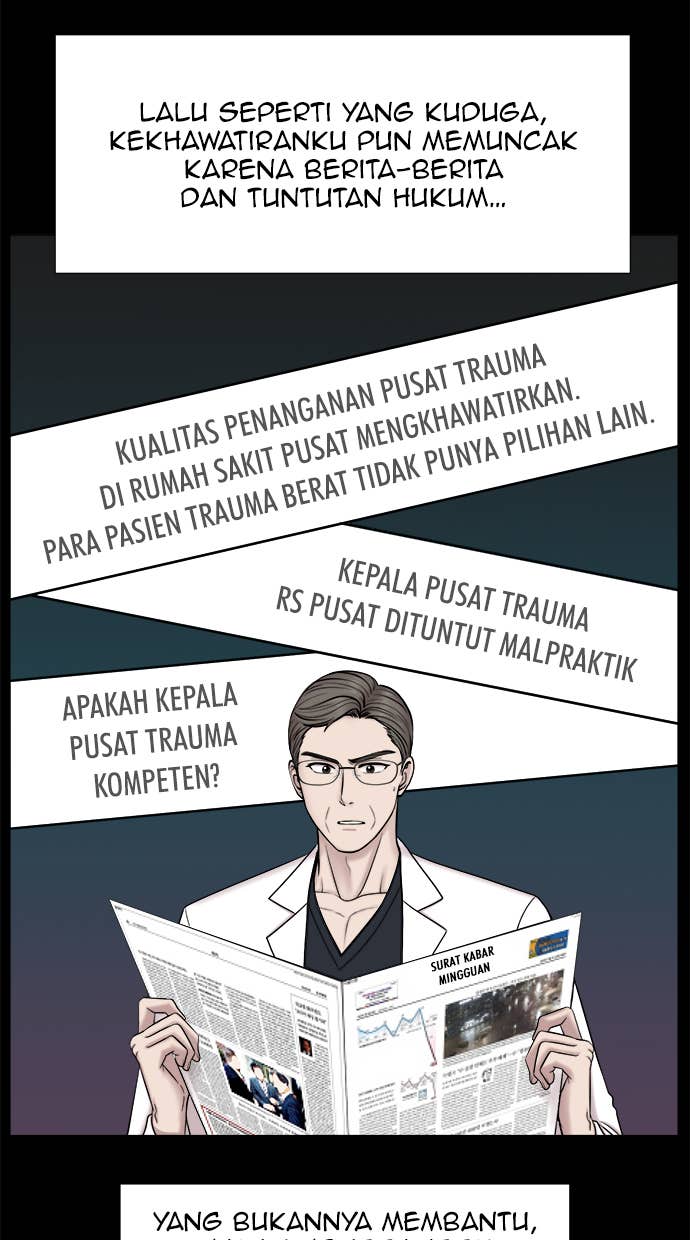 LALU SEPERTI YANG KUDUGA,
KEKHAWATIRANKU PUN MEMUNCAK
KARENA BERITA-BERITA
DAN TUNTUTAN HUKUM...
KUALITAS PENANGANAN PUSAT TRAUMA
DI RUMAH SAKIT PUSAT MENGKHAWATIRKAN.
PARA PASIEN TRAUMA BERAT TIDAK PUNYA PILIHAN LAIN.
KEPALA PUSAT TRAUMA
RS PUSAT DITUNTUT MALPRAKTIK
APAKAH KEPALA
PUSAT TRAUMA
KOMPETEN?
SURAT KABAR
MINGGUAN
YANG BUKANNYA MEMBANTU,